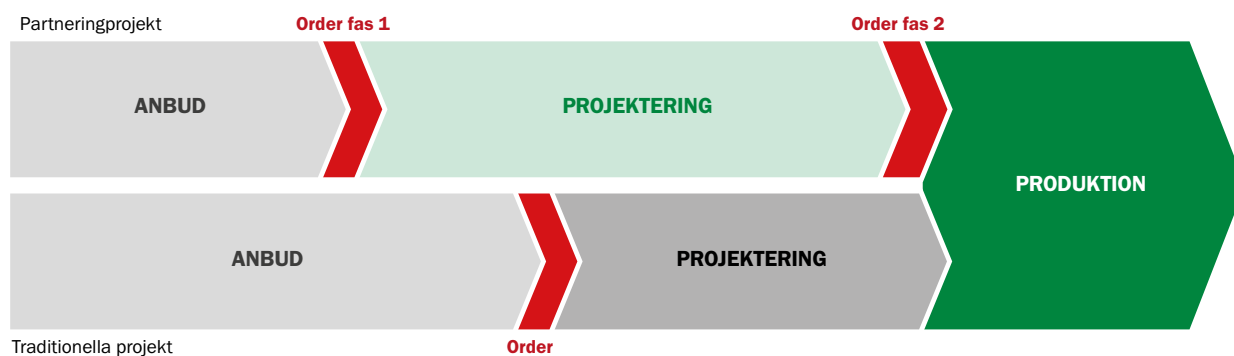 Partneringprojekt
Order fas 1
Order fas 2
ANBUD
PROJEKTERING
PRODUKTION
ANBUD
PROJEKTERING
Traditionella projekt
Order